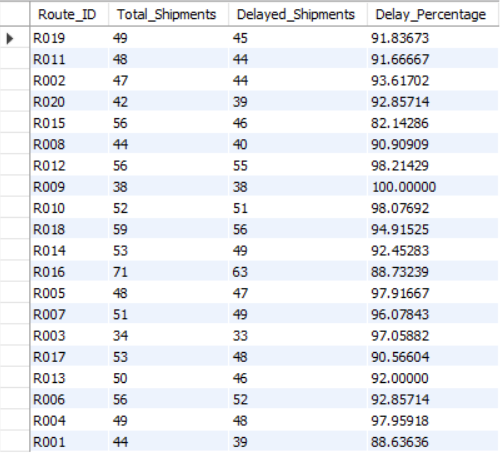 Route_ID Total_Shipments Delayed_Shipments Delay_Percentage
R019 49 45 91.83673
R011 48 44 91.66667
R002 47 44 93.61702
R020 42 39 92.85714
R015 56 46 82.14286
R008 44 40 90.90909
R012 56 55 98.21429
R009 38 38 100.00000
R010 52 51 98.07692
R018 59 56 94.91525
R014 53 49 92.45283
R016 71 63 88.73239
R005 48 47 97.91667
R007 51 49 96.07843
R003 34 33 97.05882
R017 53 48 90.56604
R013 50 46 92.00000
R006 56 52 92.85714
R004 49 48 97.95918
R001 44 39 88.63636